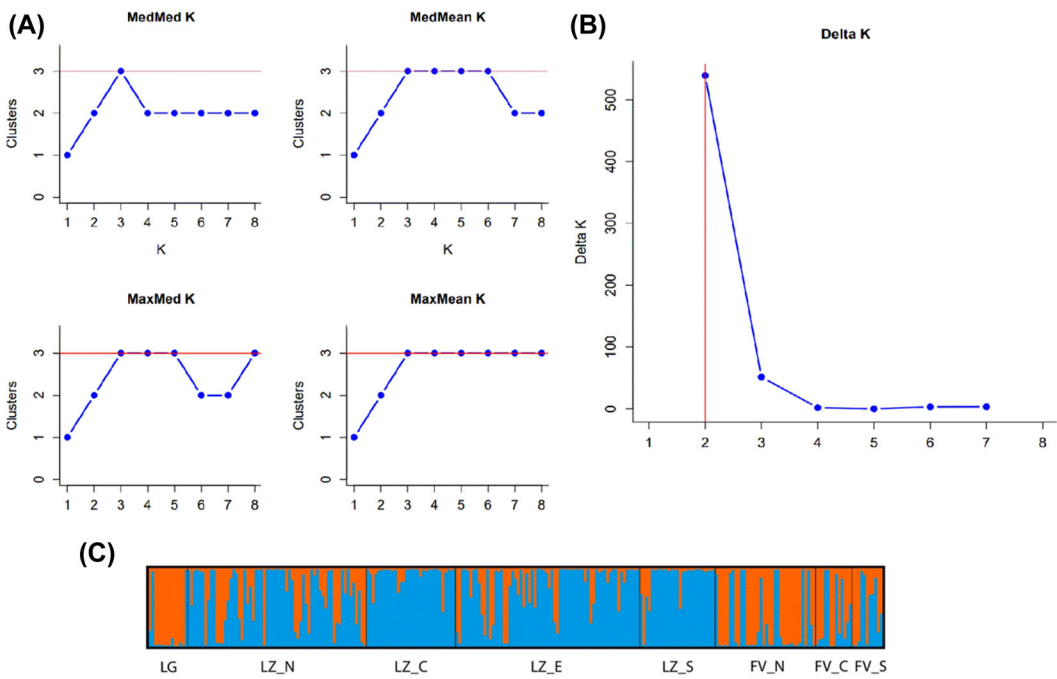 (A)
MedMed K
Clusters
3
2
1
0
1 2 3 4 5 6 7 8
K
MedMean K
Clusters
3
2
1
0
1 2 3 4 5 6 7 8
K
MaxMed K
Clusters
3
2
1
0
1 2 3 4 5 6 7 8
MaxMean K
Clusters
3
2
1
0
1 2 3 4 5 6 7 8
(B)
Delta K
Delta K
500
400
300
200
100
0
1 2 3 4 5 6 7 8
(C)
LG LZ_N LZ_C LZ_E LZ_S FV_N FV_C FV_S